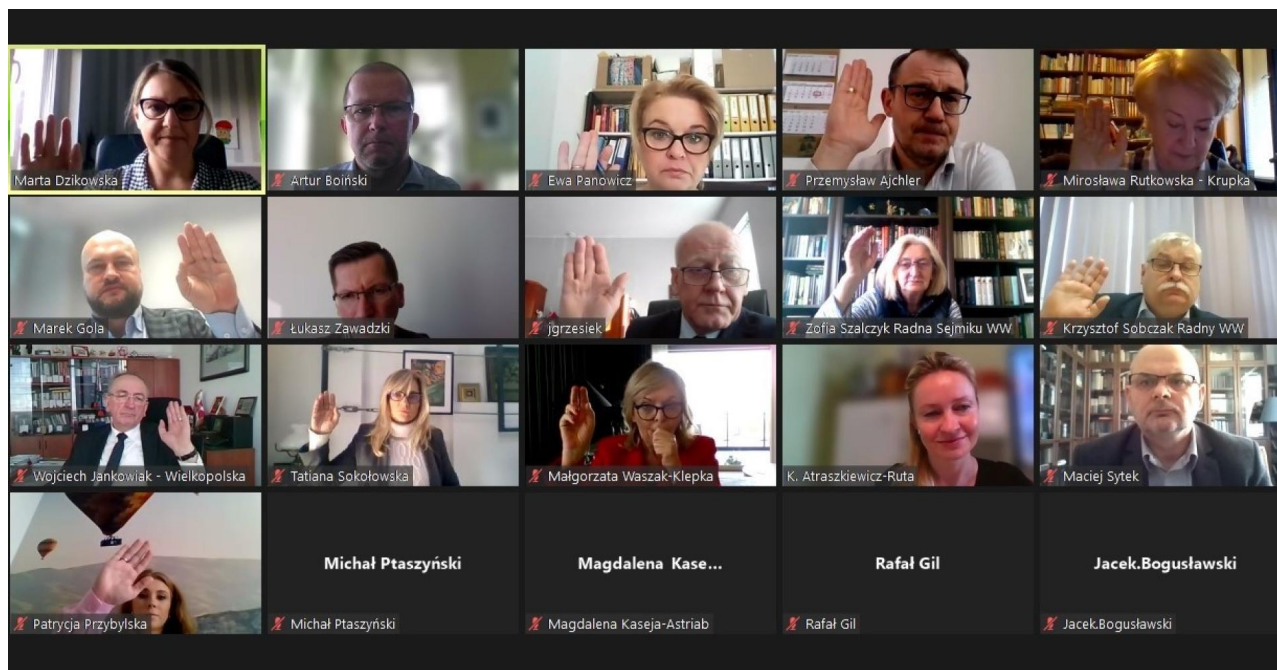 Marta Dzikowska
Artur Boiński
Ewa Panowicz
Przemysław Ajchler
Mirosława Rutkowska - Krupka
Marek Gola
Łukasz Zawadzki
jgrzesiek
Zofia Szalczyk Radna Sejmiku WW
Krzysztof Sobczak Radny WW
Wojciech Jankowiak - Wielkopolska
Tatiana Sokołowska
Małgorzata Waszak-Klepka
K. Atraszkiewicz-Ruta
Maciej Sytek
Patrycja Przybylska
Michał Ptaszyński
Michał Ptaszyński
Magdalena Kase...
Magdalena Kaseja-Astriab
Rafał Gil
Rafał Gil
Jacek.Bogusławski
Jacek.Bogusławski